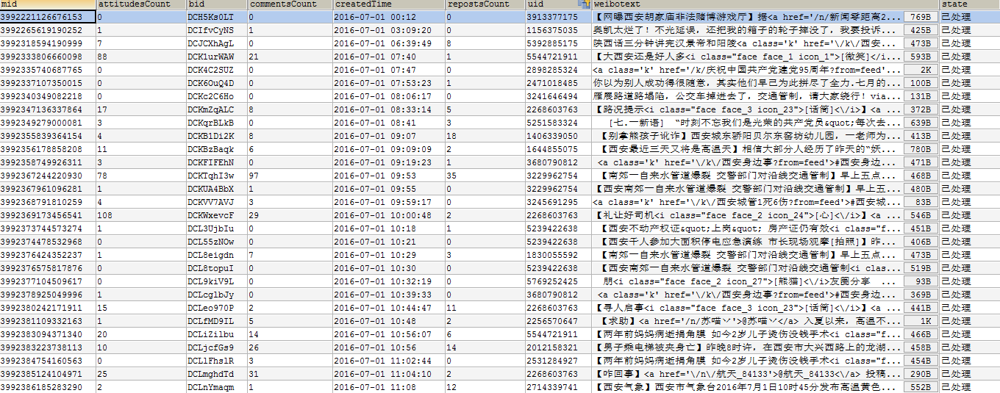 mid attitudesCount bid commentsCount createdTime repostsCount uid weibotext state
3992221126676153 0 DCH5Ks0LT 0 2016-07-01 00:12 0 3913377175 【网曝西安胡家庙非法赌博游戏厅】据<a href='/n/新闻零距离2... 769B 已处理
3992265619190252 1 DCIfvCyNS 1 2016-07-01 03:09:20 0 1156375035 奥凯太烂了！不光延误，还把我的箱子的轮子摔没了，我要投诉... 425B 已处理
3992318594190999 7 DCJCXhAgL 0 2016-07-01 06:39:49 8 5392885175 陕西话三分钟讲完汉景帝和阳陵<a class='k' href='\/k\/西安... 473B 已处理
3992333806660098 88 DCK1urWAW 21 2016-07-01 07:40 1 5544721911 【大西安还是好人多<i class="face face_1 icon_1">[微笑]</i... 593B 已处理
3992335740687765 0 DCK4C2SUZ 0 2016-07-01 07:47 0 2898285324 <a class='k' href='/k/庆祝中国共产党建党95周年?from=feed'... 2K 已处理
3992337107350015 0 DCK6OuQ4D 0 2016-07-01 07:53:23 1 2471018485 你以为别人成功得很随意，其实他们早已为此拼尽了全力.七月的... 100B 已处理
3992340349082218 0 DCKc2C6Ho 0 2016-07-01 08:06:17 0 3241646494 雁展路道路塌陷，公交车掉进去了，交通管制，请大家绕行！via... 131B 已处理
3992347136337864 17 DCKmZqALC 8 2016-07-01 08:33:14 5 2268603763 【路况提示<i class="face face_3 icon_23">[话筒]<\/i>】<a ... 372B 已处理
3992349279000081 3 DCKqrBLkB 0 2016-07-01 08:41 3 5251583324 [七.一新语] “时刻不忘我们是光荣的共产党员&quot;每次去... 639B 已处理
3992355839364154 4 DCKB1Di2K 8 2016-07-01 09:07 18 1406339050 【别拿熊孩子讹诈】西安城东骄阳贝尔东窑坊幼儿园，一老师为... 413B 已处理
3992356178858208 11 DCKBzBaqk 6 2016-07-01 09:09:09 2 1644855075 【西安最近三天又将是高温天】相信大部分人经历了昨天的“妖... 780B 已处理
3992358749926311 3 DCKFIFEhN 0 2016-07-01 09:19:23 1 3680790812 <a class='k' href='\/k\/西安身边事?from=feed'>#西安身边... 471B 已处理
3992367244220930 78 DCKTqhI3w 97 2016-07-01 09:53 35 3229962754 【南郊一自来水管道爆裂 交警部门对沿线交通管制】早上五点... 468B 已处理
3992367961096281 1 DCKUA4BbX 1 2016-07-01 09:55 0 3229962754 【西安南郊一自来水管道爆裂 交警部门对沿线交通管制】早上五... 480B 已处理
3992368791810259 4 DCKVV7AVJ 3 2016-07-01 09:59:17 0 3245691295 <a class='k' href='\/k\/西安城管1死6伤?from=feed'>#西安城... 83B 已处理
3992369173456541 108 DCKWxevcF 29 2016-07-01 10:00:48 2 2268603763 【礼让好司机<i class="face face_2 icon_24">[心]<\/i>】<a ... 546B 已处理
3992373744573274 1 DCL3UjbIu 0 2016-07-01 10:18 1 5239422638 【西安不动产权证&quot;上岗&quot; 房产证仍有效<i class="f... 451B 已处理
3992374478532968 0 DCL55zNOw 0 2016-07-01 10:21 0 5239422638 【西安千人参加大面积停电应急演练 市长现场观摩[拍照]】昨... 406B 已处理
3992376424352237 1 DCL8eigdn 7 2016-07-01 10:29 3 1830055592 【南郊一自来水管道爆裂 交警部门对沿线交通管制】早上五点... 473B 已处理
3992376575817876 0 DCL8topuI 0 2016-07-01 10:30 0 5239422638 【西安南郊一自来水管道爆裂 交警部门对沿线交通管制<i clas... 519B 已处理
3992377104509617 0 DCL9kiV9L 0 2016-07-01 10:32:19 0 5769252425 朋<i class="face face_2 icon_27">[熊猫]<\/i>友圈分享 ... 93B 已处理
3992378925049996 1 DCLcglbJy 0 2016-07-01 10:39:33 0 3680790812 <a class='k' href='\/k\/西安身边事?from=feed'>#西安身边... 369B 已处理
3992380242171911 15 DCLeo970P 2 2016-07-01 10:44:47 11 2268603763 【寻人启事<i class="face face_3 icon_23">[话筒]<\/i>】<a ... 441B 已处理
3992381109332163 1 DCLfMD9IL 5 2016-07-01 10:48 2 2256570647 【求助】<a href='/n/苏喵丷'>@苏喵丷</a> 入夏以来，高温不... 1K 已处理
3992383094371340 20 DCLiZilbu 14 2016-07-01 10:56:07 6 5544721911 【两年前妈妈病逝捐角膜 如今2岁儿子烫伤没钱手术<i class="f... 466B 已处理
3992383223738113 10 DCLjcfGs9 26 2016-07-01 10:56 14 2012158321 【男子乘电梯被夹身亡】昨晚8时许，在西安市大兴西路上的龙湖... 458B 已处理
3992384754160563 0 DCLlFhslR 3 2016-07-01 11:02:44 0 2531284927 【两年前妈妈病逝捐角膜 如今2岁儿子烫伤没钱手术<i class="f... 454B 已处理
3992385124104971 25 DCLmghdTd 31 2016-07-01 11:04:10 2 2268603763 【咋回事】<a href='\/n\/航天_84133'>@航天_84133<\/a> 投稿... 290B 已处理
3992386185283290 2 DCLnYmaqm 1 2016-07-01 11:08 12 2714339741 【西安气象】西安市气象台2016年7月1日10时45分发布高温黄色... 552B 已处理